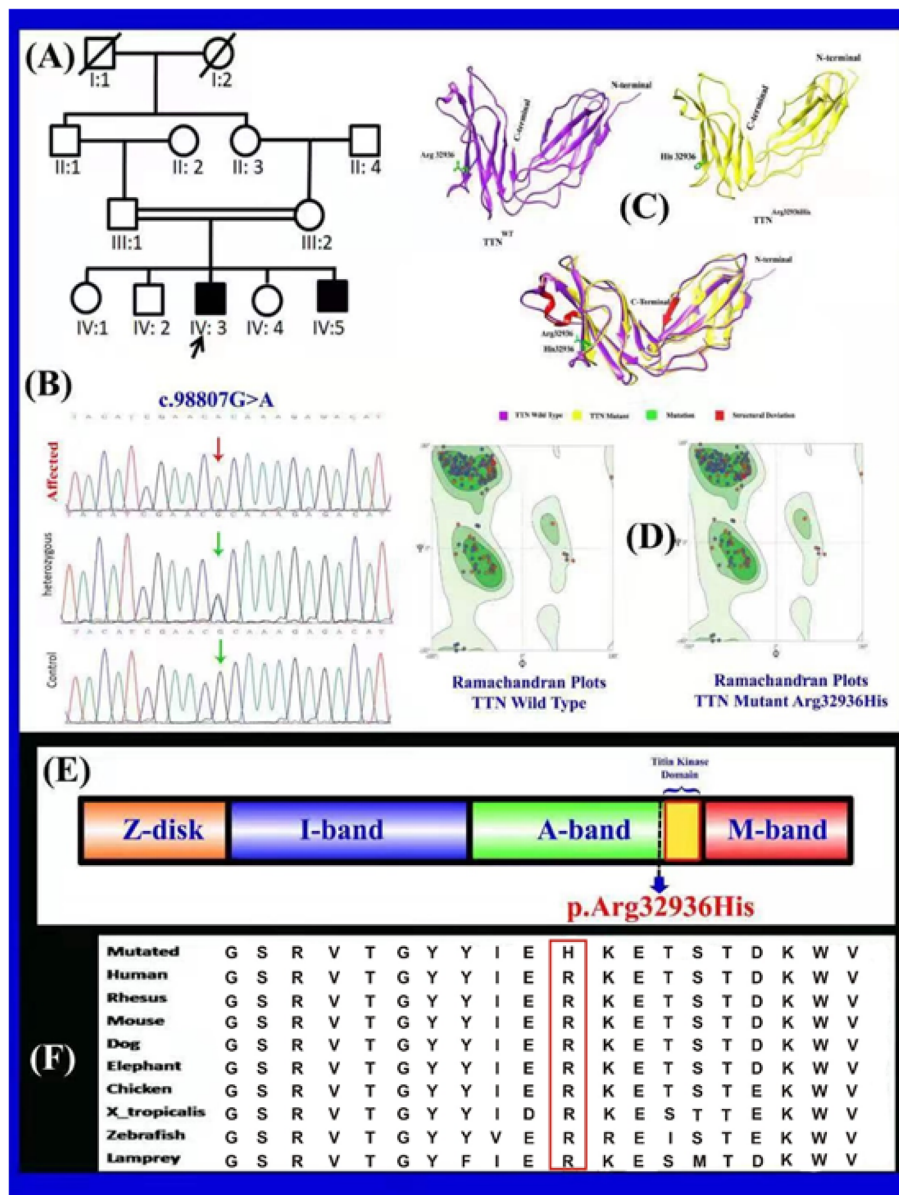 (A)
I:1 I:2
II:1 II: 2 II: 3 II: 4
III:1 III:2
IV:1 IV: 2 IV: 3 IV: 4 IV:5
(B)
c.98807G>A
Affected
heterozygous
Control
N-terminal
C-terminal
Arg 32936
TTN WT
N-terminal
C-terminal
His 32936
TTN Arg32936His
(C)
N-terminal
C-Terminal
Arg32936
His32936
TTN Wild Type TTN Mutant Mutation Structural Deviation
(D)
Ramachandran Plots
TTN Wild Type
Ramachandran Plots
TTN Mutant Arg32936His
(E)
Titin Kinase
Domain
Z-disk I-band A-band M-band
p.Arg32936His
(F)
Mutated G S R V T G Y Y I E H K E T S T D K W V
Human G S R V T G Y Y I E R K E T S T D K W V
Rhesus G S R V T G Y Y I E R K E T S T D K W V
Mouse G S R V T G Y Y I E R K E T S T D K W V
Dog G S R V T G Y Y I E R K E T S T D K W V
Elephant G S R V T G Y Y I E R K E T S T D K W V
Chicken G S R V T G Y Y I E R K E T S T E K W V
X_tropicalis G S R V T G Y Y I D R K E S T T E K W V
Zebrafish G S R V T G Y Y V E R R E I S T E K W V
Lamprey G S R V T G Y F I E R K E S M T D K W V